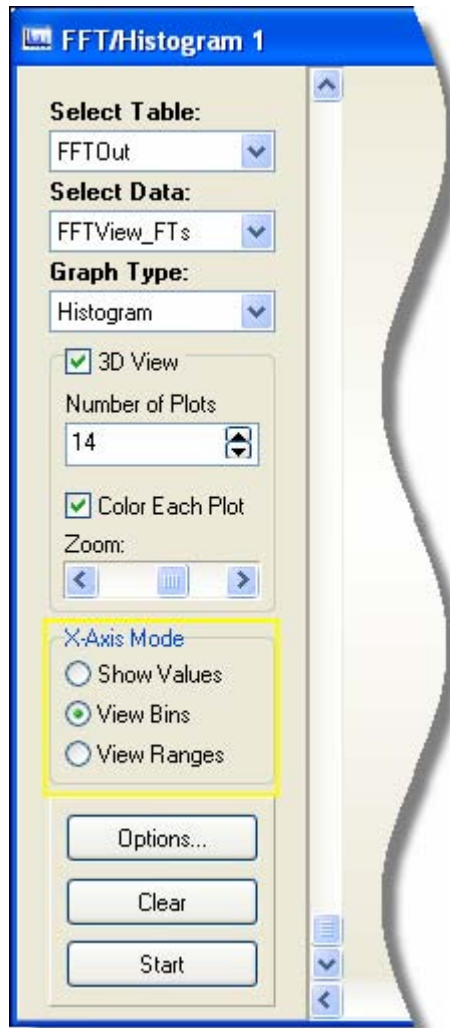 FFT/Histogram 1
Select Table:
FFTOut
Select Data:
FFTView_FTs
Graph Type:
Histogram
3D View
Number of Plots
14
Color Each Plot
Zoom:
X-Axis Mode
Show Values
View Bins
View Ranges
Options...
Clear
Start